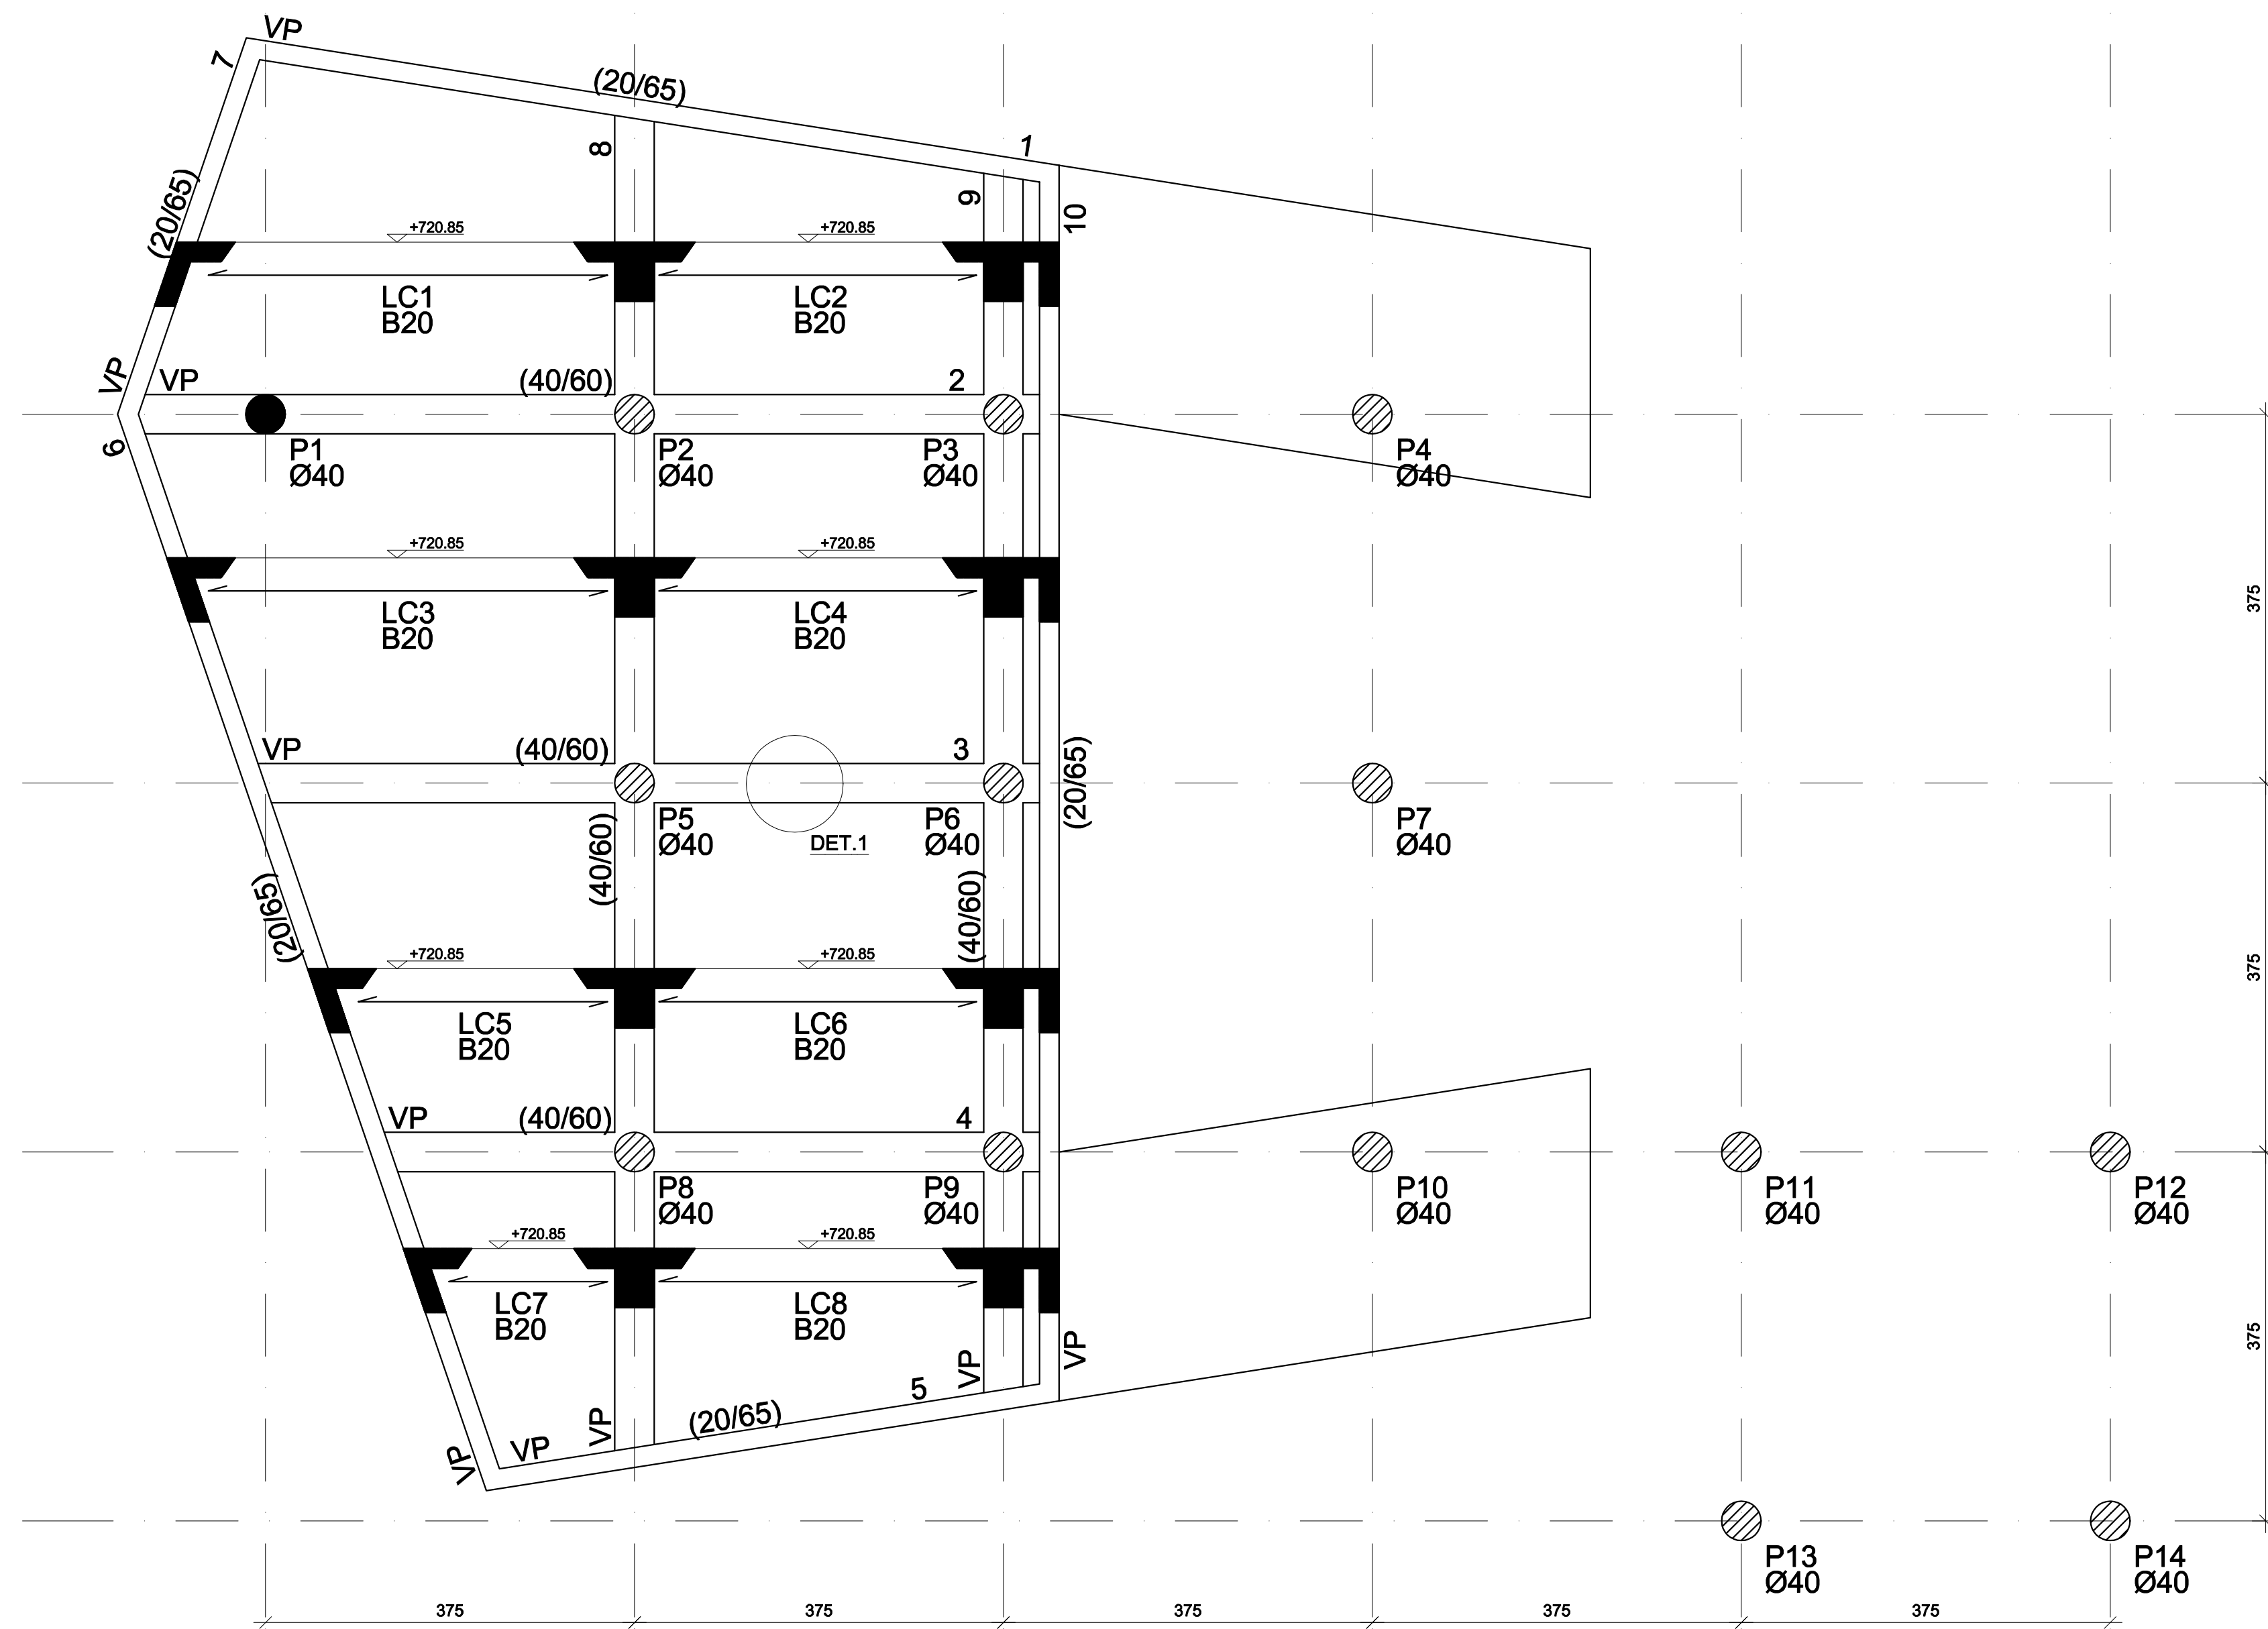 VP
7
(20/65)
1
8
9
10
(20/65)
+720.85
+720.85
LC1
B20
LC2
B20
VP
VP
(40/60)
2
6
P1
Ø40
P2
Ø40
P3
Ø40
P4
Ø40
+720.85
+720.85
LC3
B20
LC4
B20
375
VP
(40/60)
3
(20/65)
P5
Ø40
DET.1
P6
Ø40
P7
Ø40
(40/60)
(40/60)
(20/65)
+720.85
+720.85
375
LC5
B20
LC6
B20
VP
(40/60)
4
P8
Ø40
P9
Ø40
P10
Ø40
P11
Ø40
P12
Ø40
+720.85
+720.85
LC7
B20
LC8
B20
375
VP
VP
5
(20/65)
VP
VP
VP
P13
Ø40
P14
Ø40
375
375
375
375
375